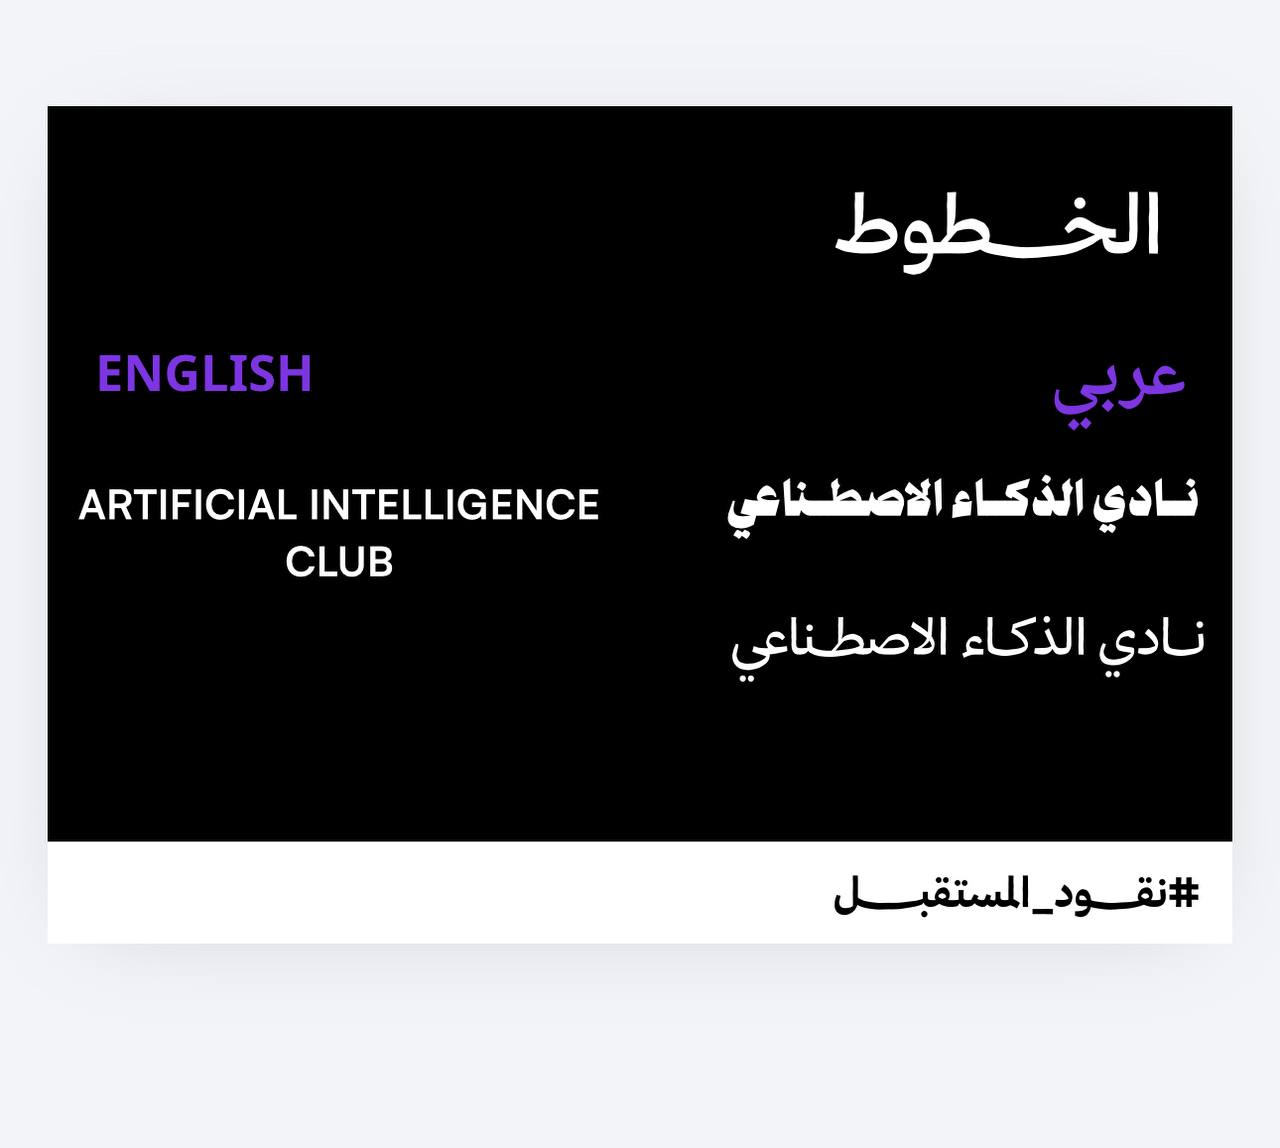 الخـــطوط
عربي
ENGLISH
نـادي الذكـاء الاصطـناعي
ARTIFICIAL INTELLIGENCE
CLUB
نـادي الذكـاء الاصطـناعي
#نقـــود_المستقبـــل